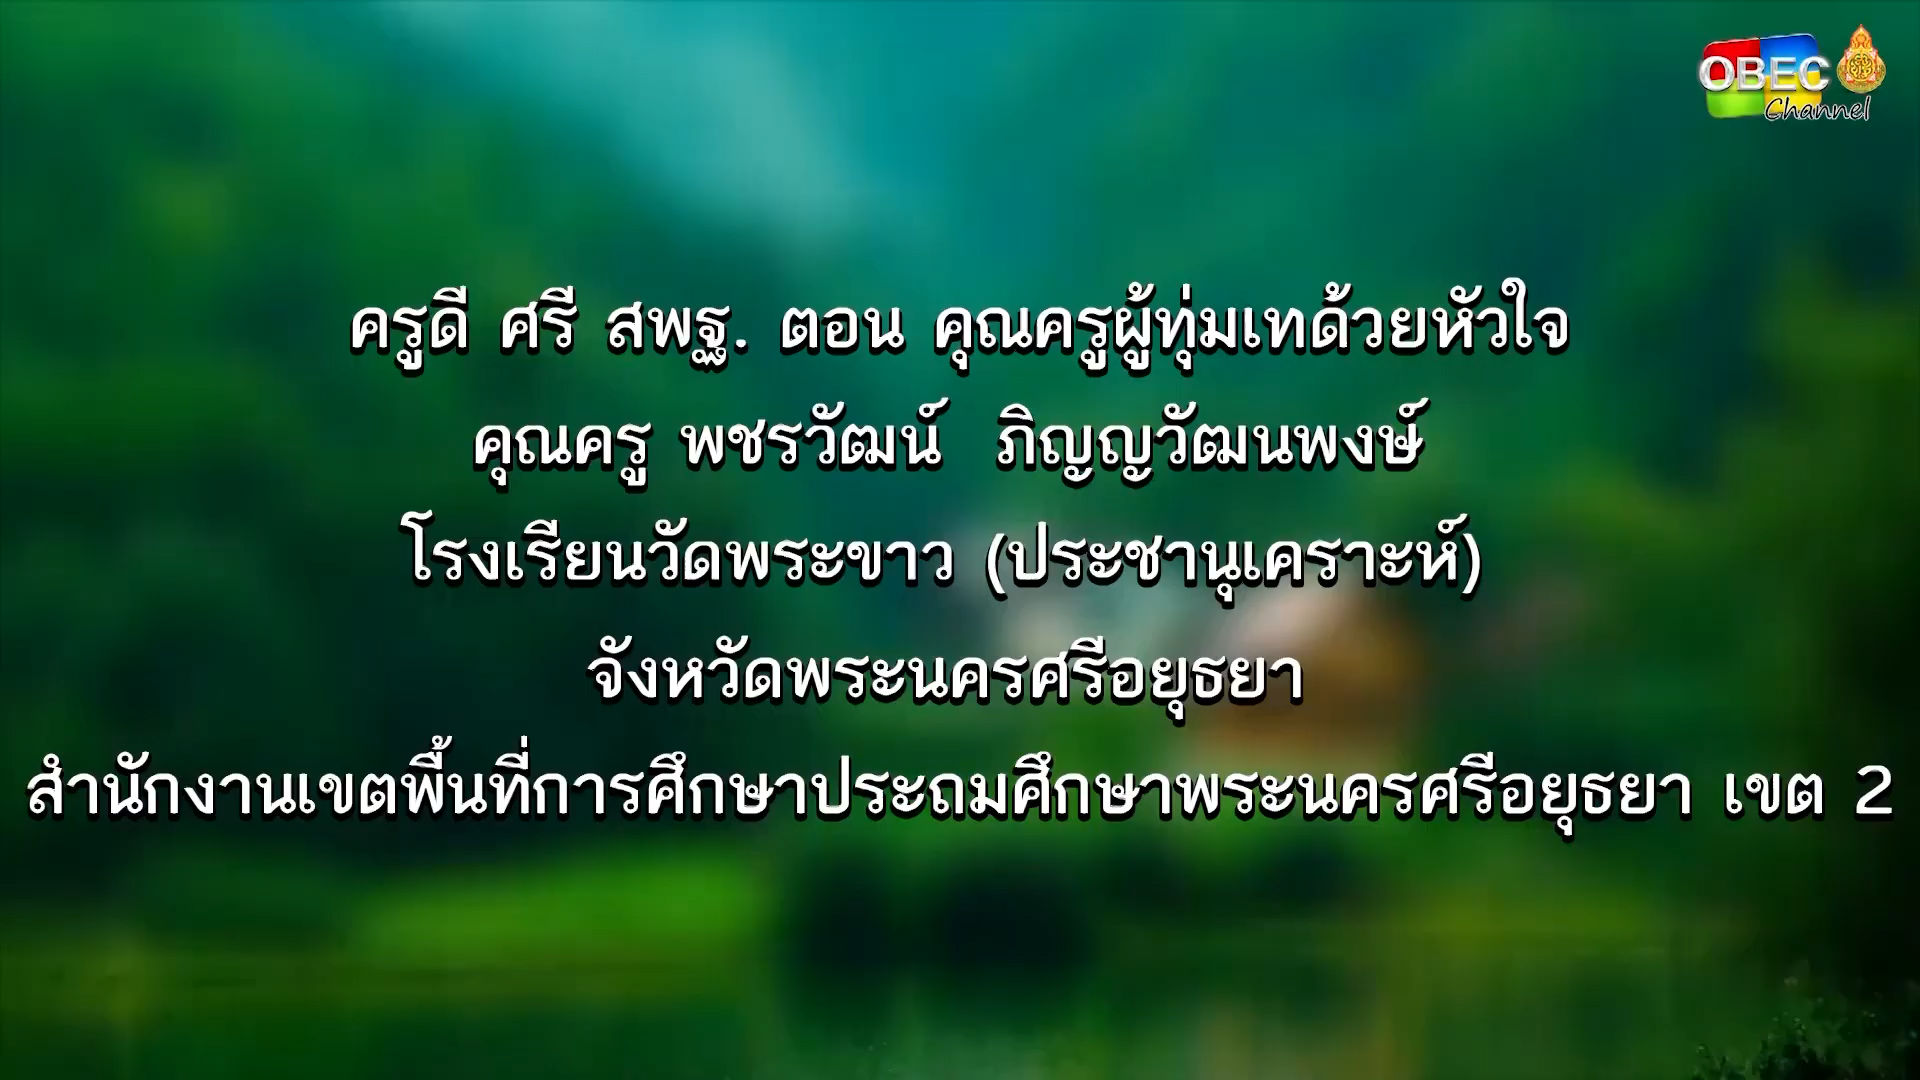 OBEC
Channel
ครูดี ศรี สพฐ. ตอน คุณครูผู้ทุ่มเทด้วยหัวใจ
คุณครู พชรวัฒน์ ภิญญวัฒนพงษ์
โรงเรียนวัดพระขาว (ประชานุเคราะห์)
จังหวัดพระนครศรีอยุธยา
สำนักงานเขตพื้นที่การศึกษาประถมศึกษาพระนครศรีอยุธยา เขต 2